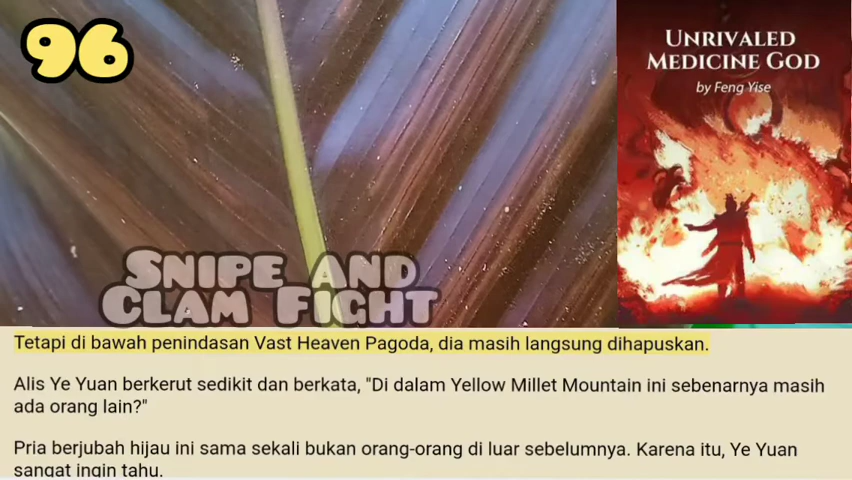 96
UNRIVALED
MEDICINE GOD
by Feng Yise
SNIPE AND
CLAM FIGHT
Tetapi di bawah penindasan Vast Heaven Pagoda, dia masih langsung dihapuskan.
Alis Ye Yuan berkerut sedikit dan berkata, "Di dalam Yellow Millet Mountain ini sebenarnya masih
ada orang lain?"
Pria berjubah hijau ini sama sekali bukan orang-orang di luar sebelumnya. Karena itu, Ye Yuan
sangat ingin tahu.